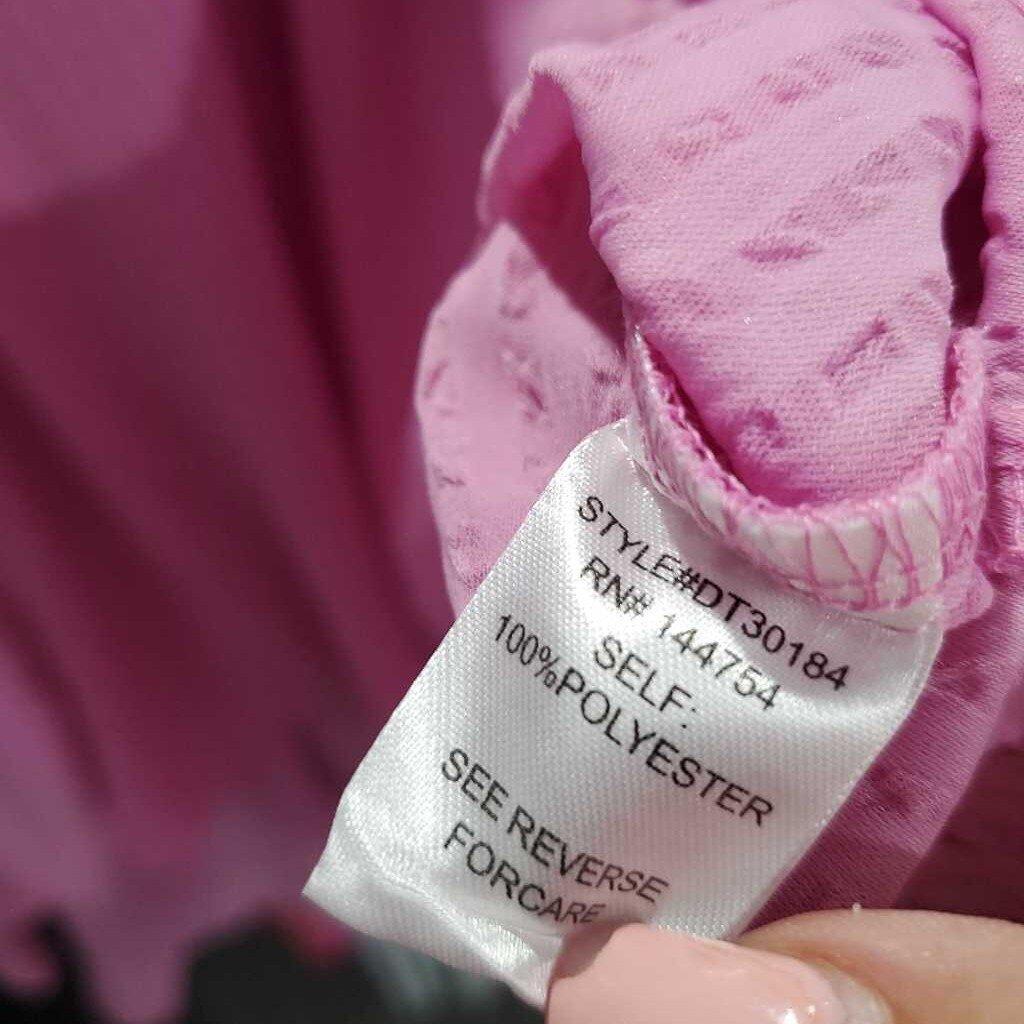 STYLE#DT30184
RN# 144754
SELF:
100%POLYESTER
SEE REVERSE
FORCARE